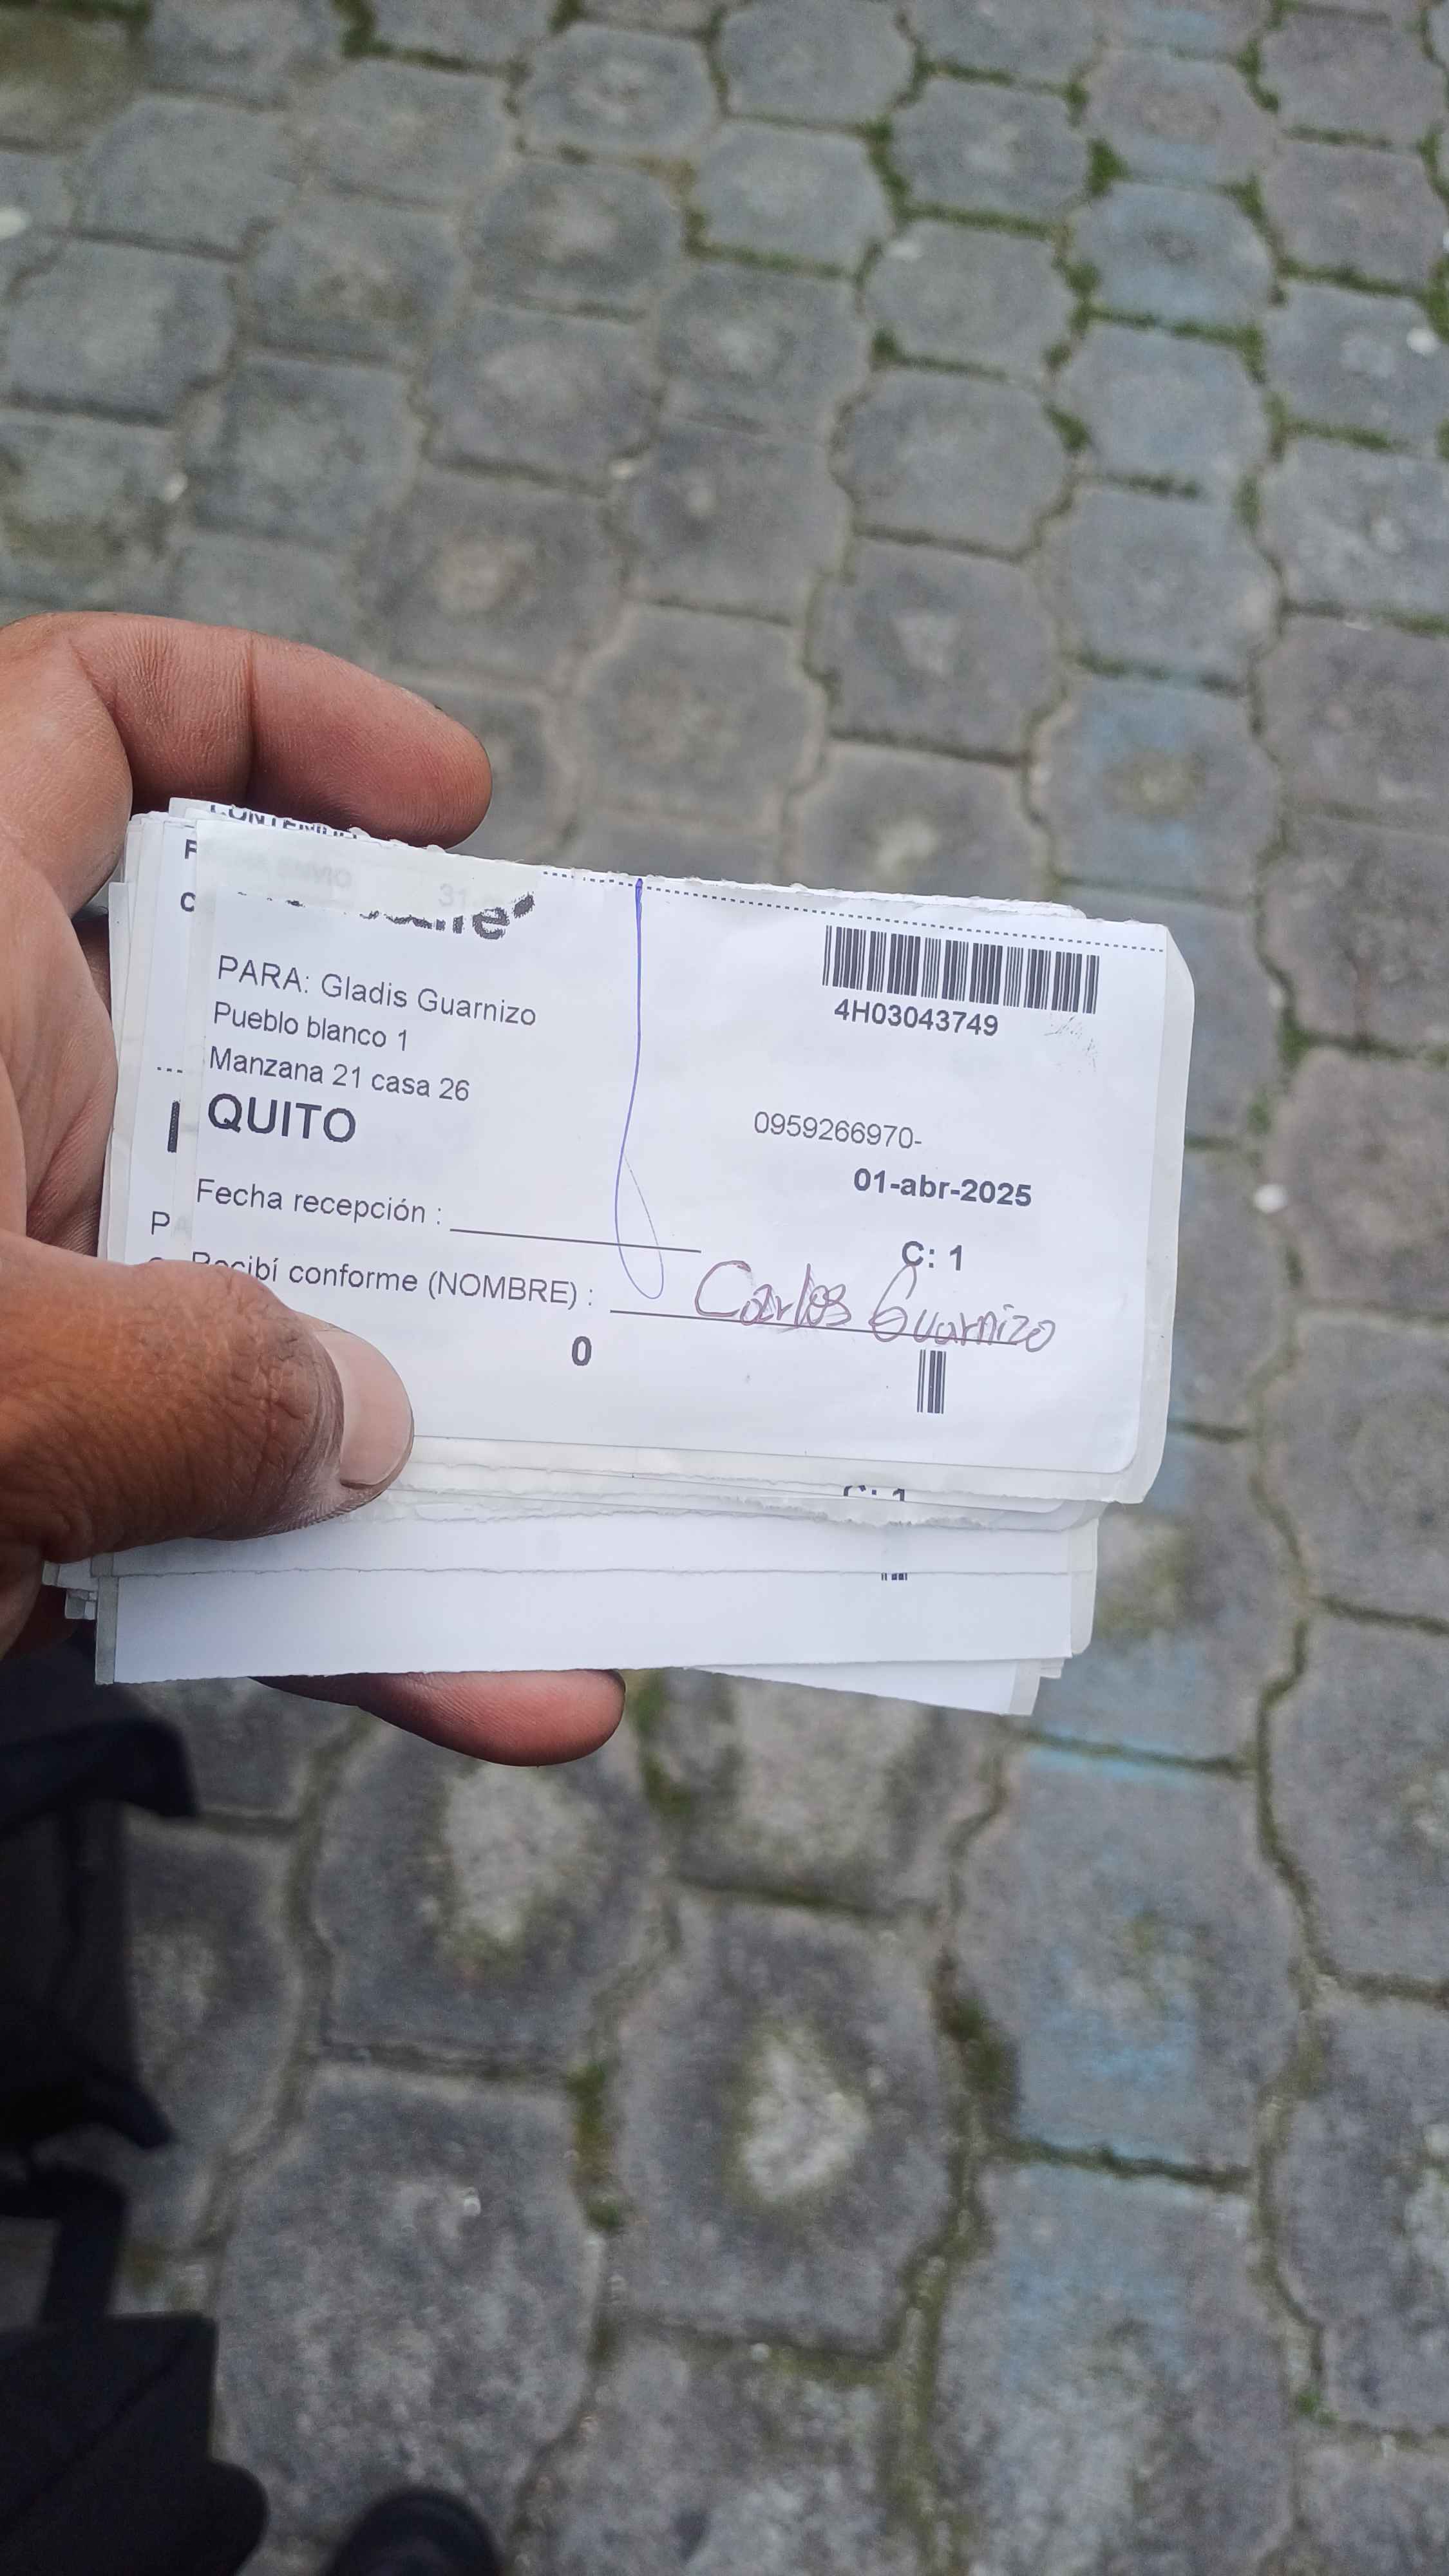 PARA: Gladis Guarnizo
Pueblo blanco 1
Manzana 21 casa 26
QUITO
4H03043749
0959266970-
01-abr-2025
Fecha recepción :
C: 1
Recibí conforme (NOMBRE) : Carlos Guarnizo
0
C: 1